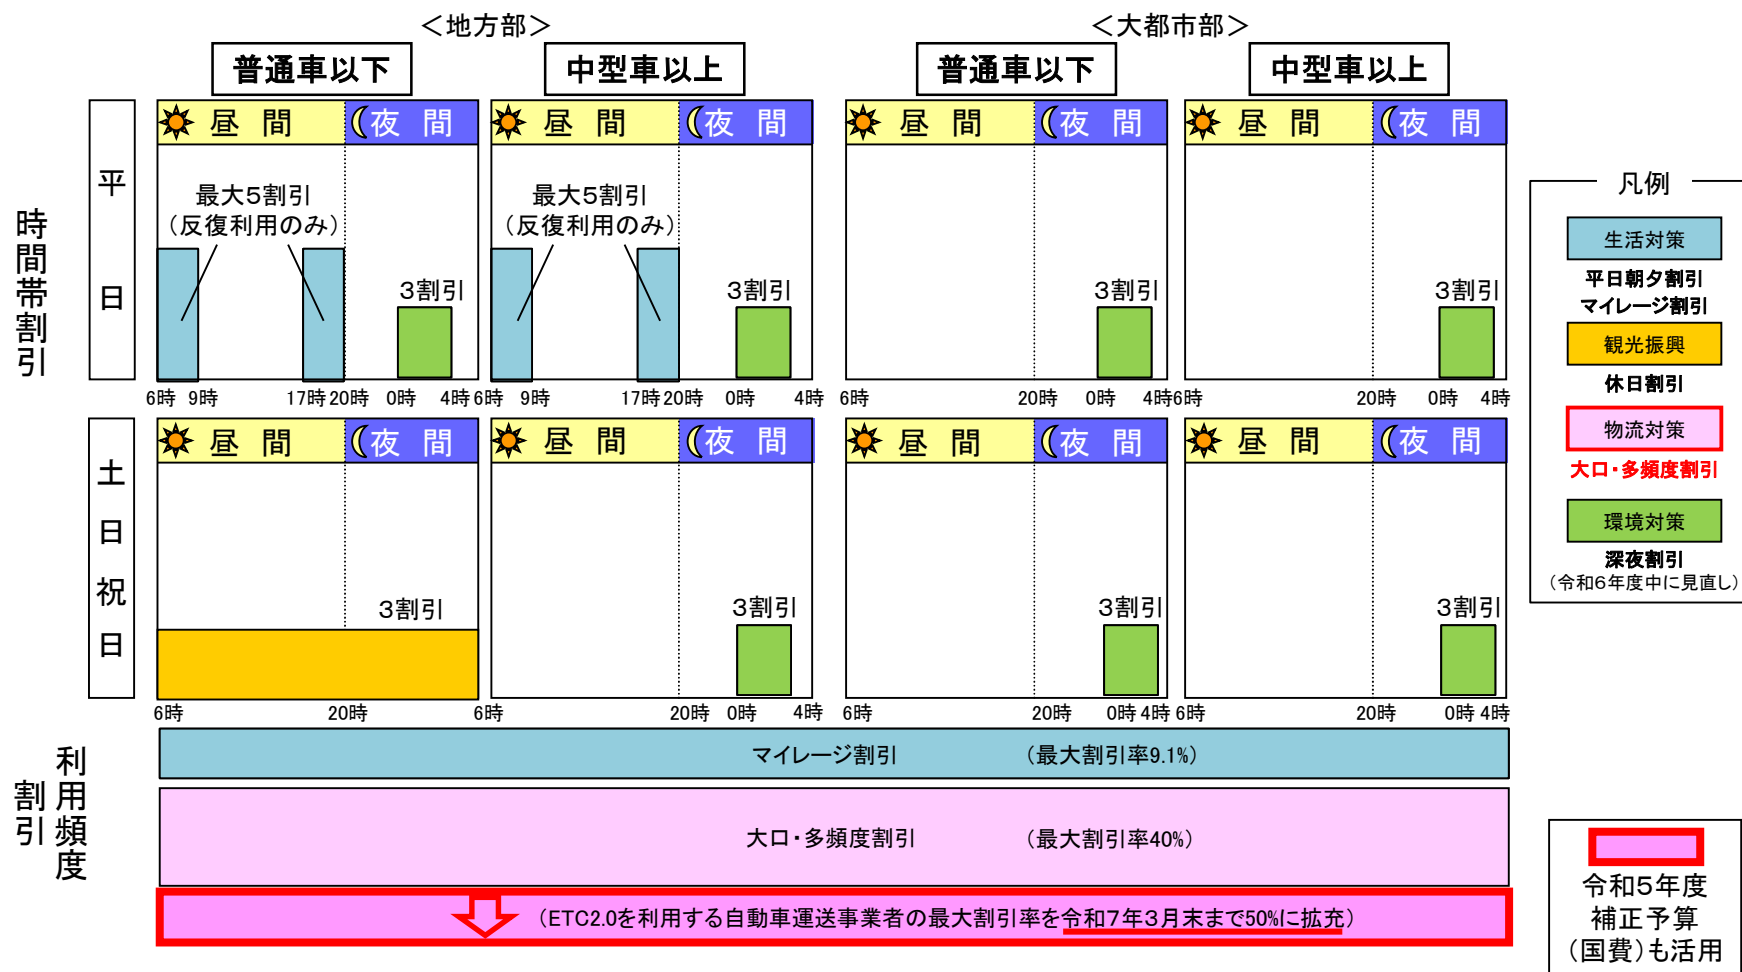 ＜地方部＞
＜大都市部＞
普通車以下
中型車以上
普通車以下
中型車以上
時間帯割引
平日
昼間
夜間
最大５割引
（反復利用のみ）
３割引
6時 9時 17時 20時 0時 4時
昼間
夜間
最大５割引
（反復利用のみ）
３割引
6時 9時 17時 20時 0時 4時
昼間
夜間
３割引
6時 20時 0時 4時
昼間
夜間
３割引
6時 20時 0時 4時
土日祝日
昼間
夜間
３割引
6時 20時
昼間
夜間
３割引
6時 20時 0時 4時
昼間
夜間
３割引
6時 20時 0時 4時
昼間
夜間
３割引
6時 20時 0時 4時
利用頻度
割引
マイレージ割引 （最大割引率9.1%）
大口・多頻度割引 （最大割引率40%）
（ETC2.0を利用する自動車運送事業者の最大割引率を令和７年３月末まで50%に拡充）
凡例
生活対策
平日朝夕割引
マイレージ割引
観光振興
休日割引
物流対策
大口・多頻度割引
環境対策
深夜割引
（令和６年度中に見直し）
令和５年度
補正予算
（国費）も活用